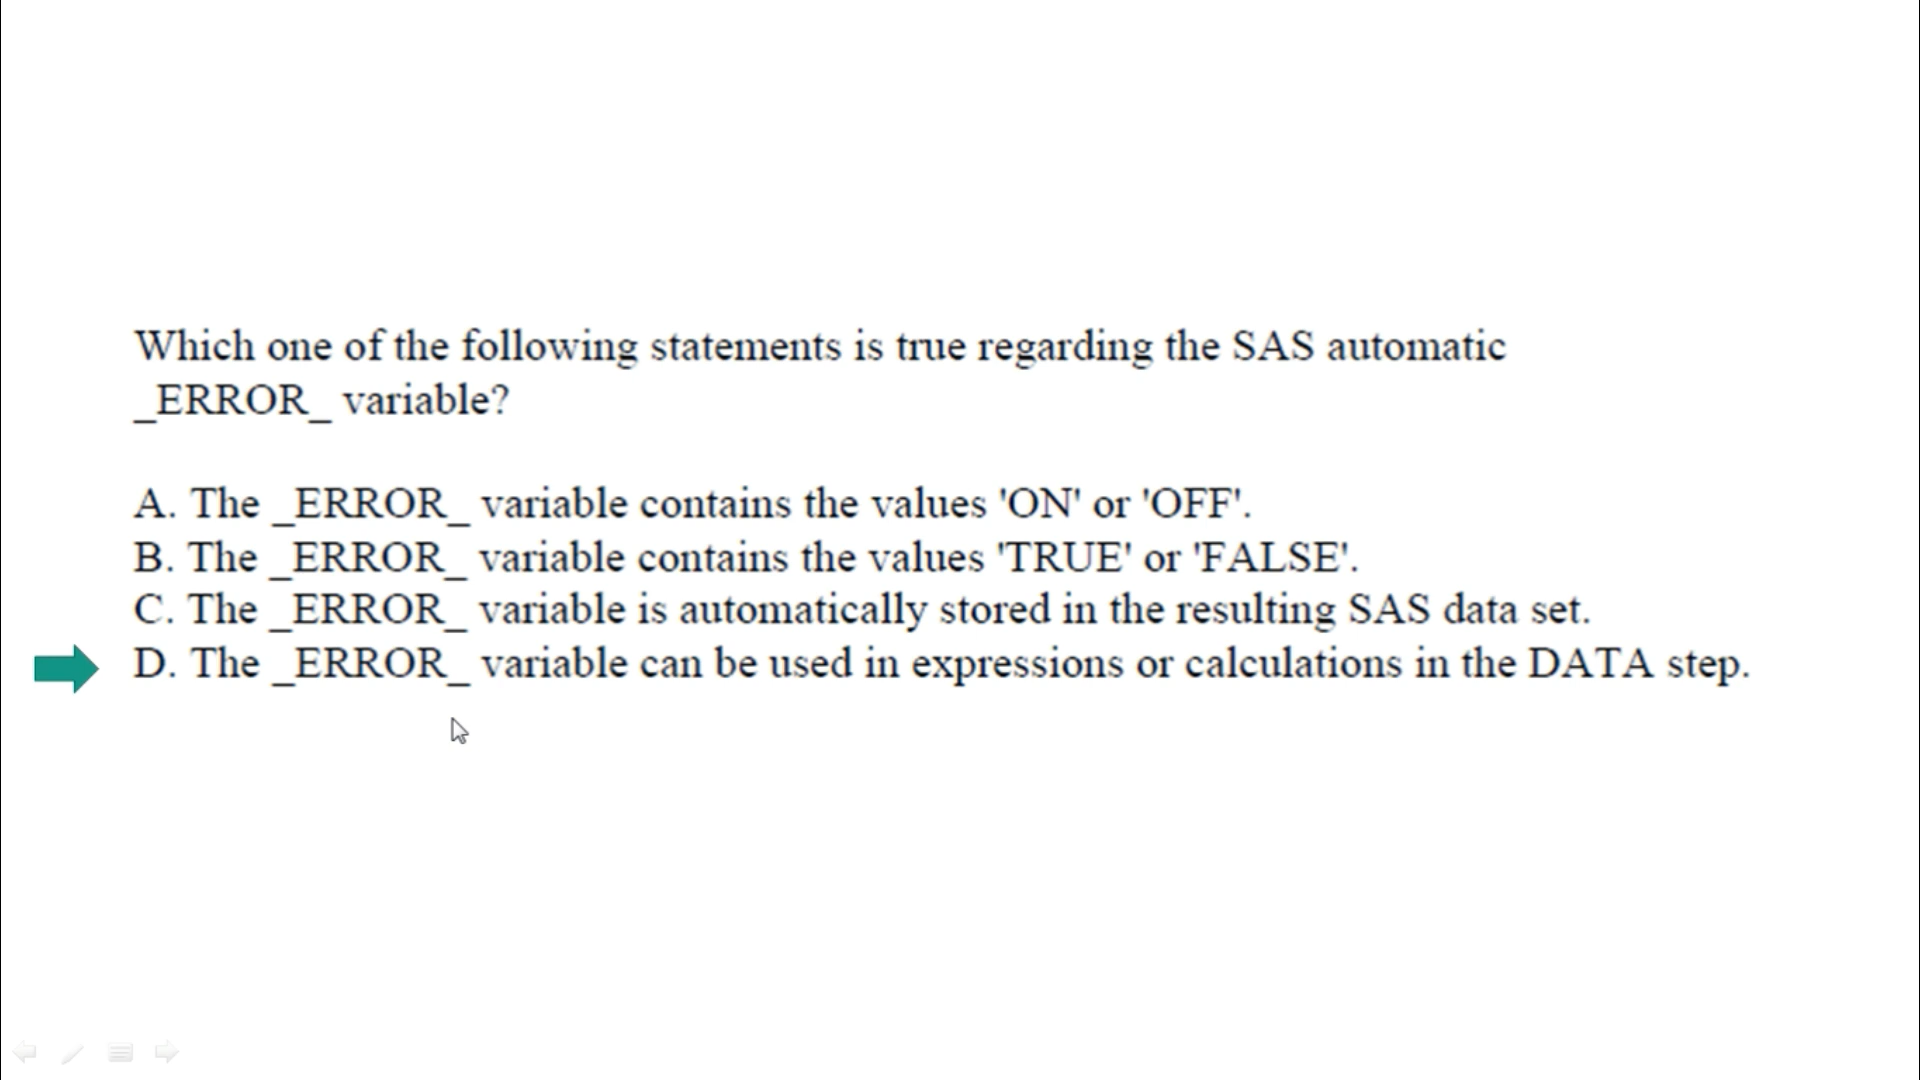 Which one of the following statements is true regarding the SAS automatic
_ERROR_ variable?
A. The _ERROR_ variable contains the values 'ON' or 'OFF'.
B. The _ERROR_ variable contains the values 'TRUE' or 'FALSE'.
C. The _ERROR_ variable is automatically stored in the resulting SAS data set.
D. The _ERROR_ variable can be used in expressions or calculations in the DATA step.